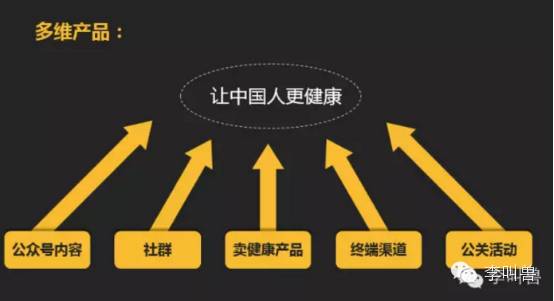 多维产品：
让中国人更健康
公众号内容
社群
卖健康产品
终端渠道
公关活动
李叫兽